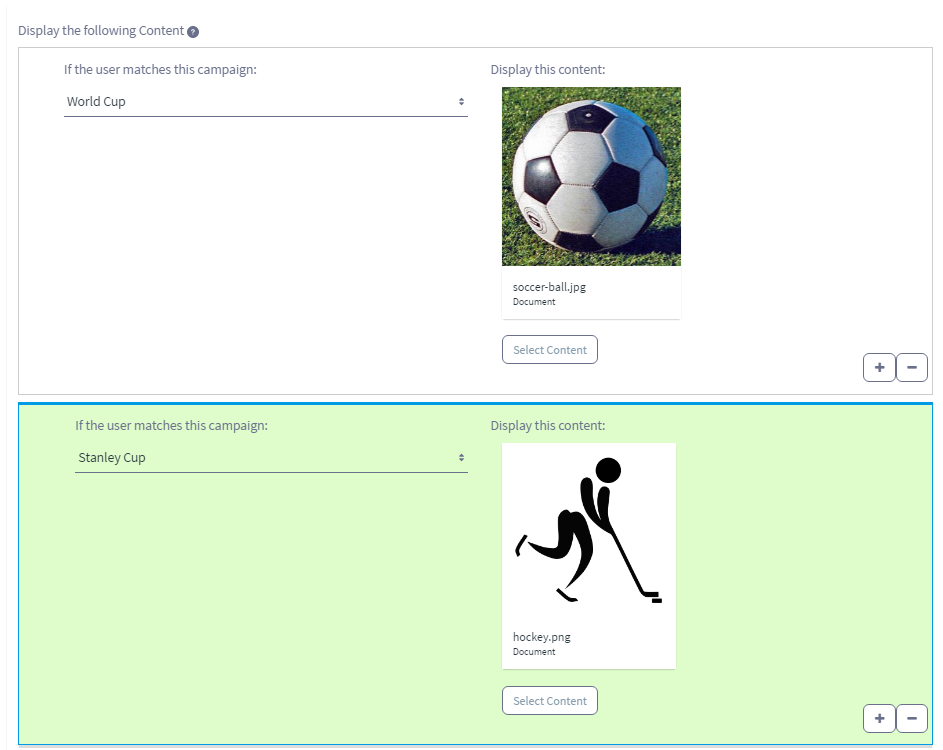 Display the following Content ?
If the user matches this campaign:
Display this content:
World Cup
soccer-ball.jpg
Document
Select Content
+ −
If the user matches this campaign:
Display this content:
Stanley Cup
hockey.png
Document
Select Content
+ −